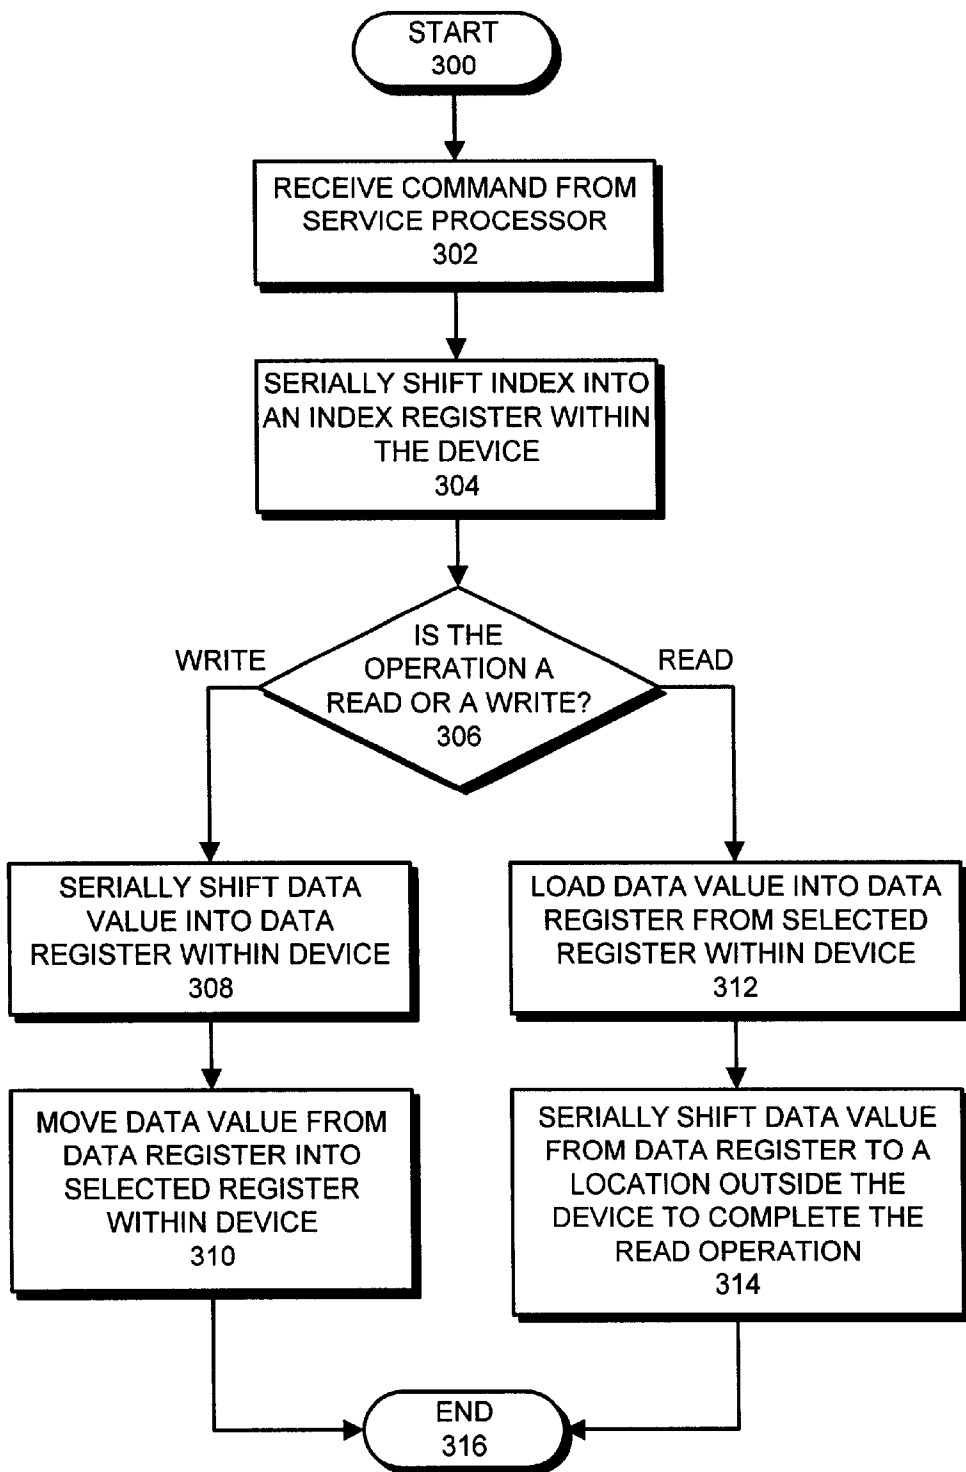 START
300
RECEIVE COMMAND FROM
SERVICE PROCESSOR
302
SERIALLY SHIFT INDEX INTO
AN INDEX REGISTER WITHIN
THE DEVICE
304
IS THE
OPERATION A
READ OR A WRITE?
306
WRITE
READ
SERIALLY SHIFT DATA
VALUE INTO DATA
REGISTER WITHIN DEVICE
308
MOVE DATA VALUE FROM
DATA REGISTER INTO
SELECTED REGISTER
WITHIN DEVICE
310
LOAD DATA VALUE INTO DATA
REGISTER FROM SELECTED
REGISTER WITHIN DEVICE
312
SERIALLY SHIFT DATA VALUE
FROM DATA REGISTER TO A
LOCATION OUTSIDE THE
DEVICE TO COMPLETE THE
READ OPERATION
314
END
316